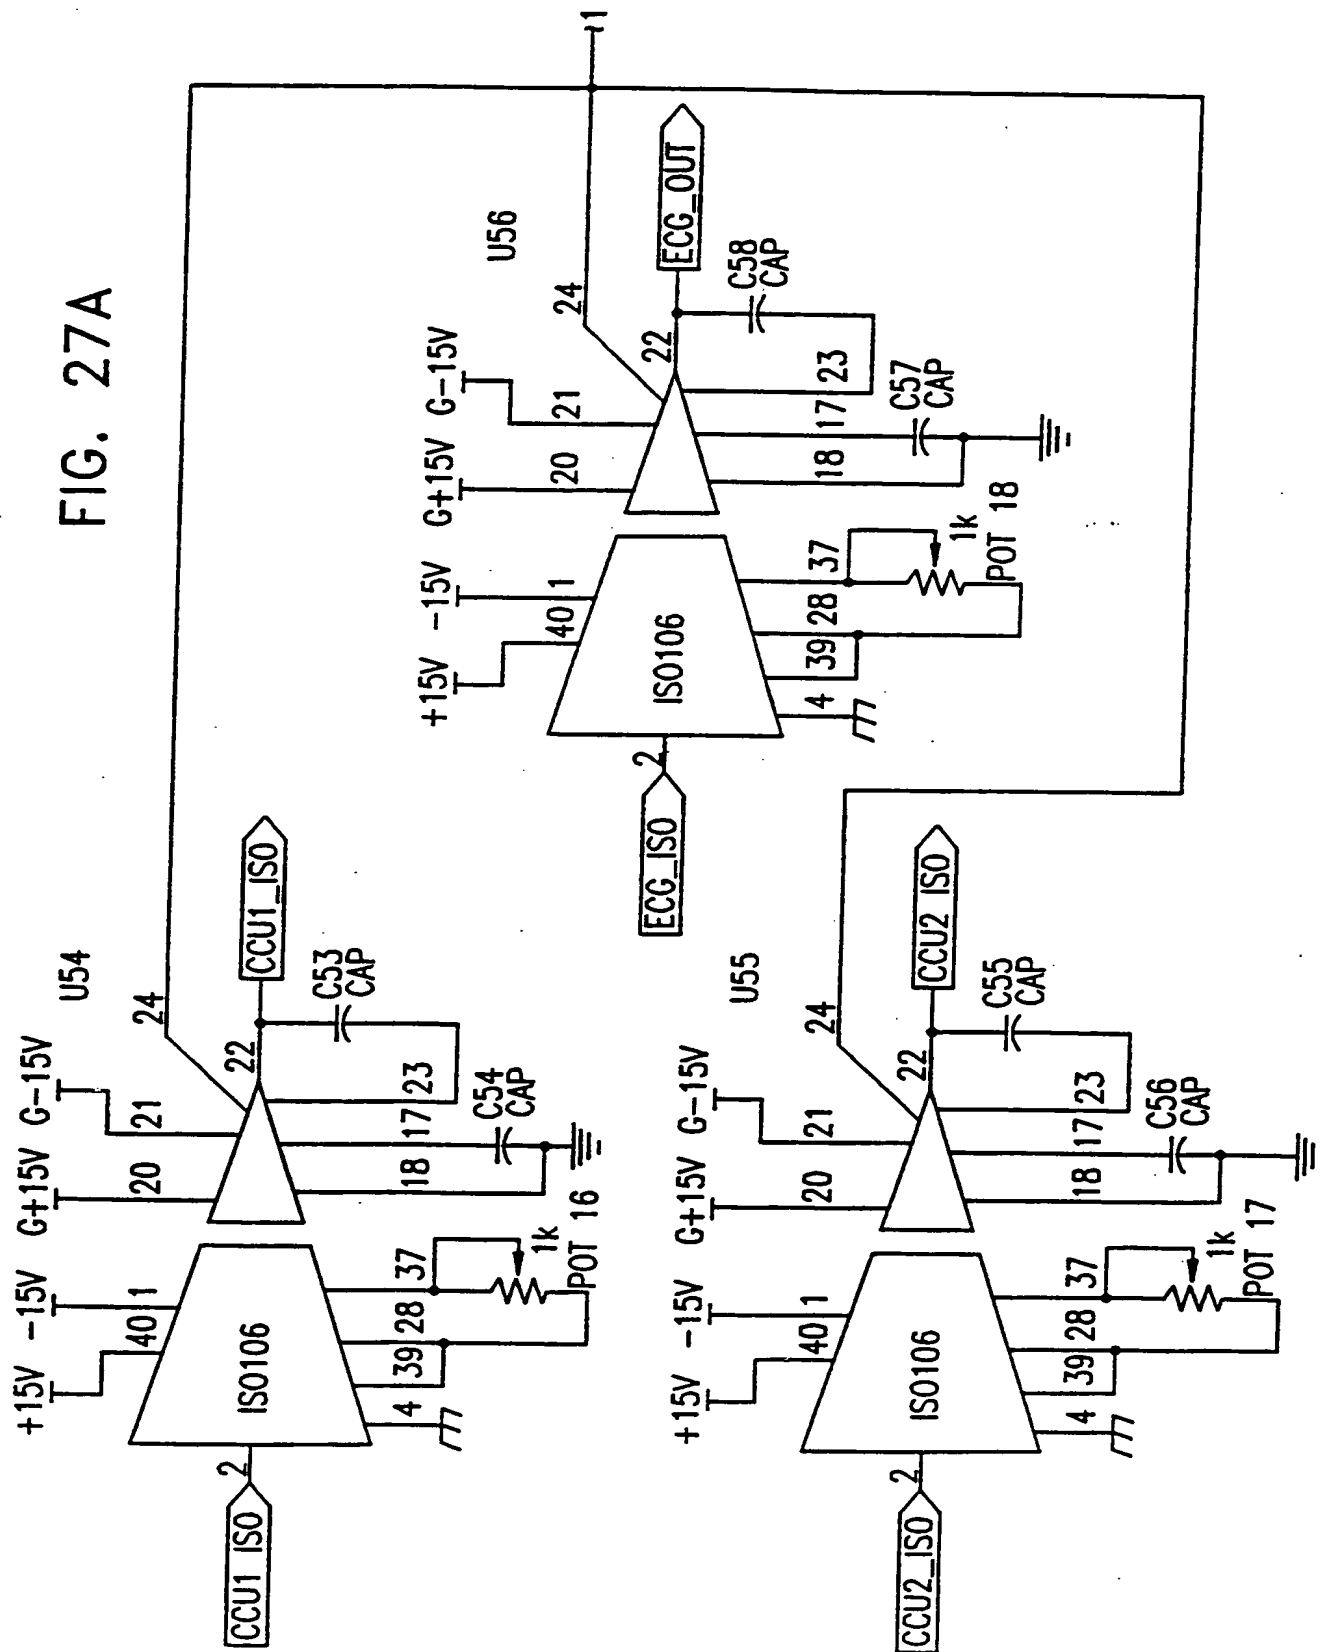 FIG. 27A
U54
+15V
-15V
G+15V
G-15V
40
1
20
21
24
CCU1_ISO
2
ISO106
22
CCU1_ISO
4
39
28
37
18
17
23
C53
CAP
C54
CAP
1k
POT 16
U56
+15V
-15V
G+15V
G-15V
40
1
20
21
24
1
ECG_ISO
2
ISO106
22
ECG_OUT
4
39
28
37
18
17
23
C58
CAP
C57
CAP
1k
POT 18
U55
+15V
-15V
G+15V
G-15V
40
1
20
21
24
CCU2_ISO
2
ISO106
22
CCU2_ISO
4
39
28
37
18
17
23
C55
CAP
C56
CAP
1k
POT 17